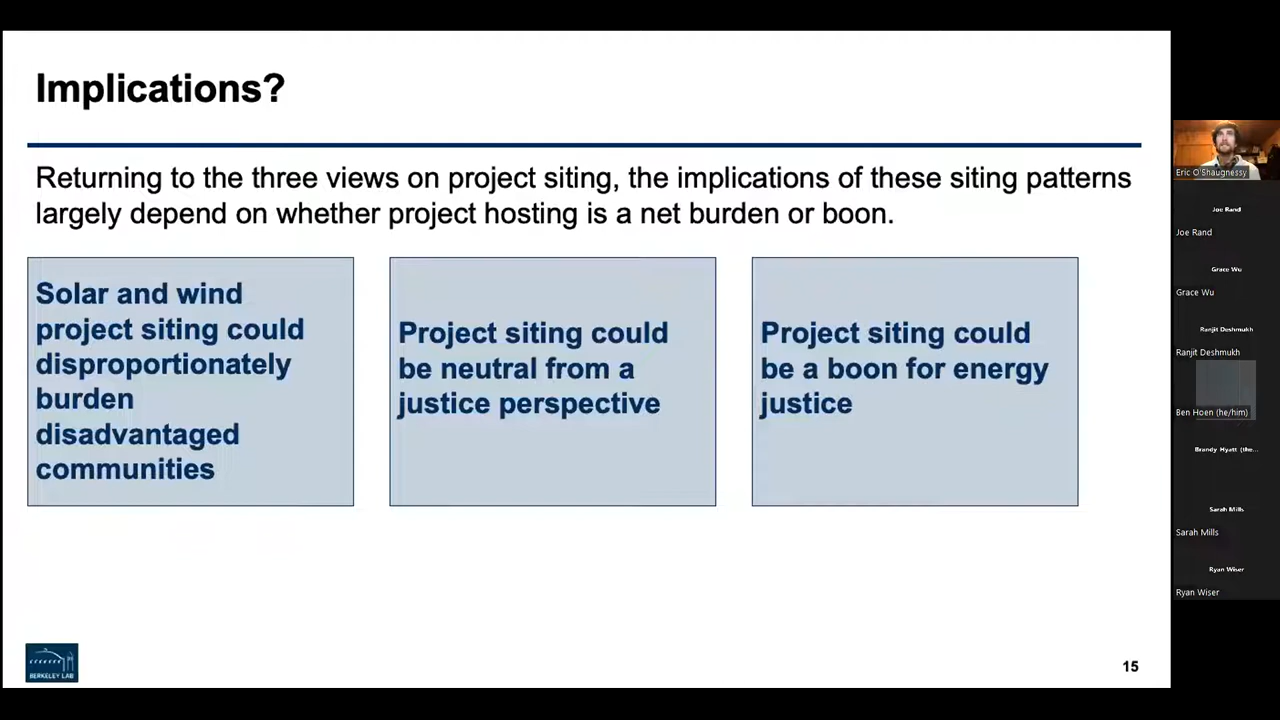 Implications?
Returning to the three views on project siting, the implications of these siting patterns
largely depend on whether project hosting is a net burden or boon.
Solar and wind
project siting could
disproportionately
burden
disadvantaged
communities
Project siting could
be neutral from a
justice perspective
Project siting could
be a boon for energy
justice
BERKELEY LAB
15
Eric O'Shaugnessy
Joe Rand
Joe Rand
Grace Wu
Grace Wu
Ranjit Deshmukh
Ranjit Deshmukh
Ben Hoen (he/him)
Brandy Hyatt (the...
Sarah Mills
Sarah Mills
Ryan Wiser
Ryan Wiser